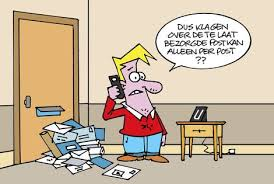 DUS KLAGEN
OVER DE TE LAAT
BEZORGDE POST KAN
ALLEEN PER POST
??